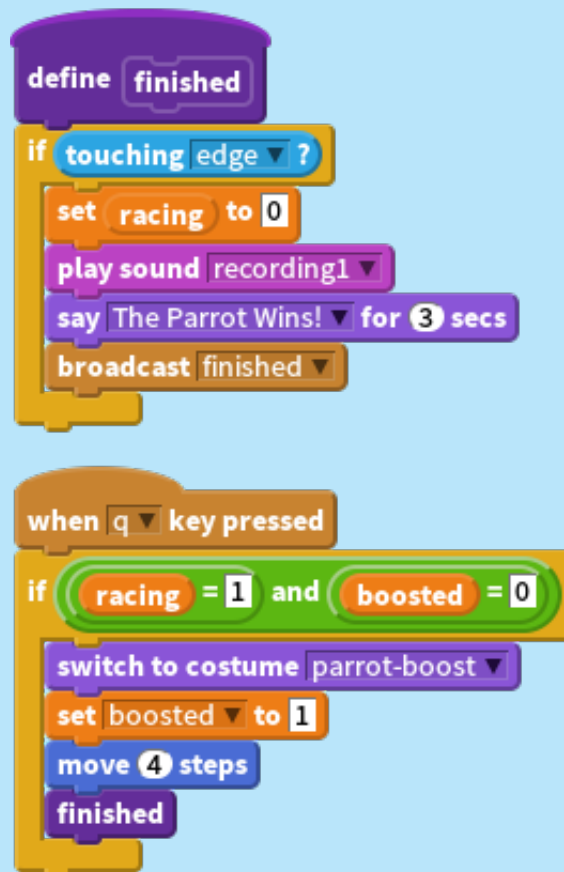 define finished
if touching edge ?
set racing to 0
play sound recording1
say The Parrot Wins! for 3 secs
broadcast finished
when q key pressed
if racing = 1 and boosted = 0
switch to costume parrot-boost
set boosted to 1
move 4 steps
finished